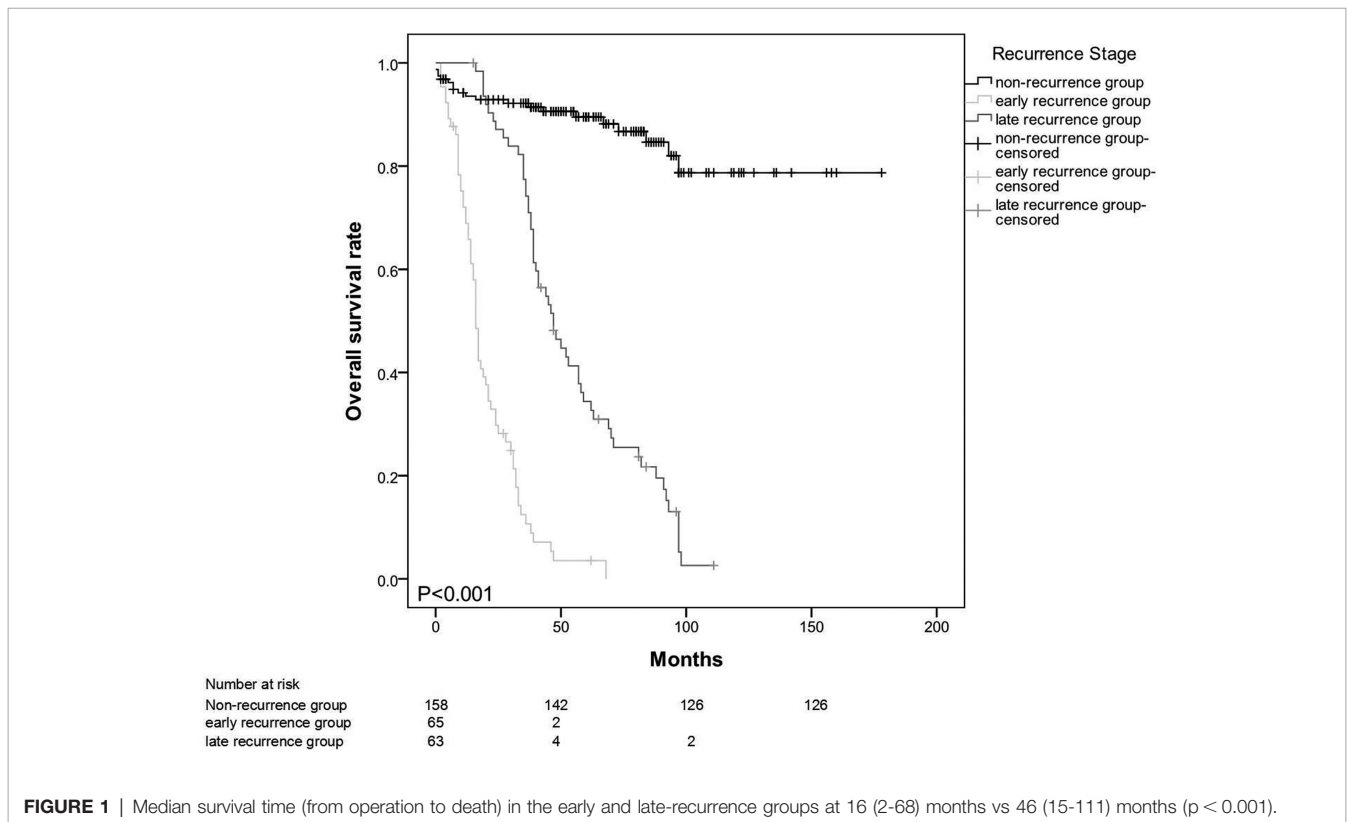 Recurrence Stage
non-recurrence group
early recurrence group
late recurrence group
non-recurrence group-
censored
early recurrence group-
censored
late recurrence group-
censored
Overall survival rate
1.0
0.8
0.6
0.4
0.2
0.0
P<0.001
0 50 100 150 200
Months
Number at risk
Non-recurrence group 158 142 126 126
early recurrence group 65 2
late recurrence group 63 4 2
FIGURE 1 | Median survival time (from operation to death) in the early and late-recurrence groups at 16 (2-68) months vs 46 (15-111) months (p < 0.001).